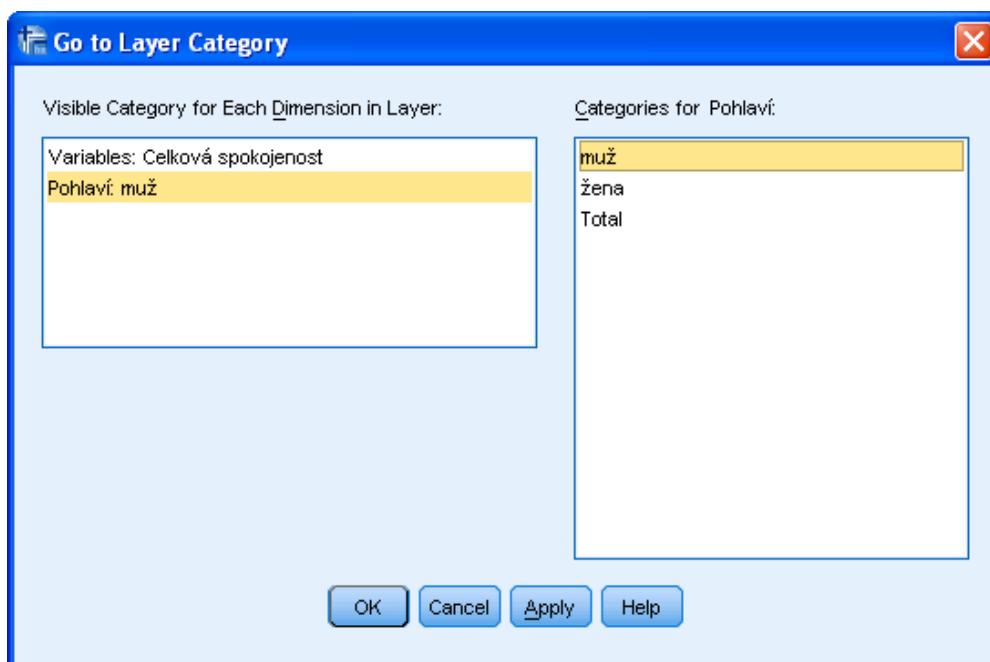 Go to Layer Category
Visible Category for Each Dimension in Layer:
Variables: Celková spokojenost
Pohlaví: muž
Categories for Pohlaví:
muž
žena
Total
OK
Cancel
Apply
Help